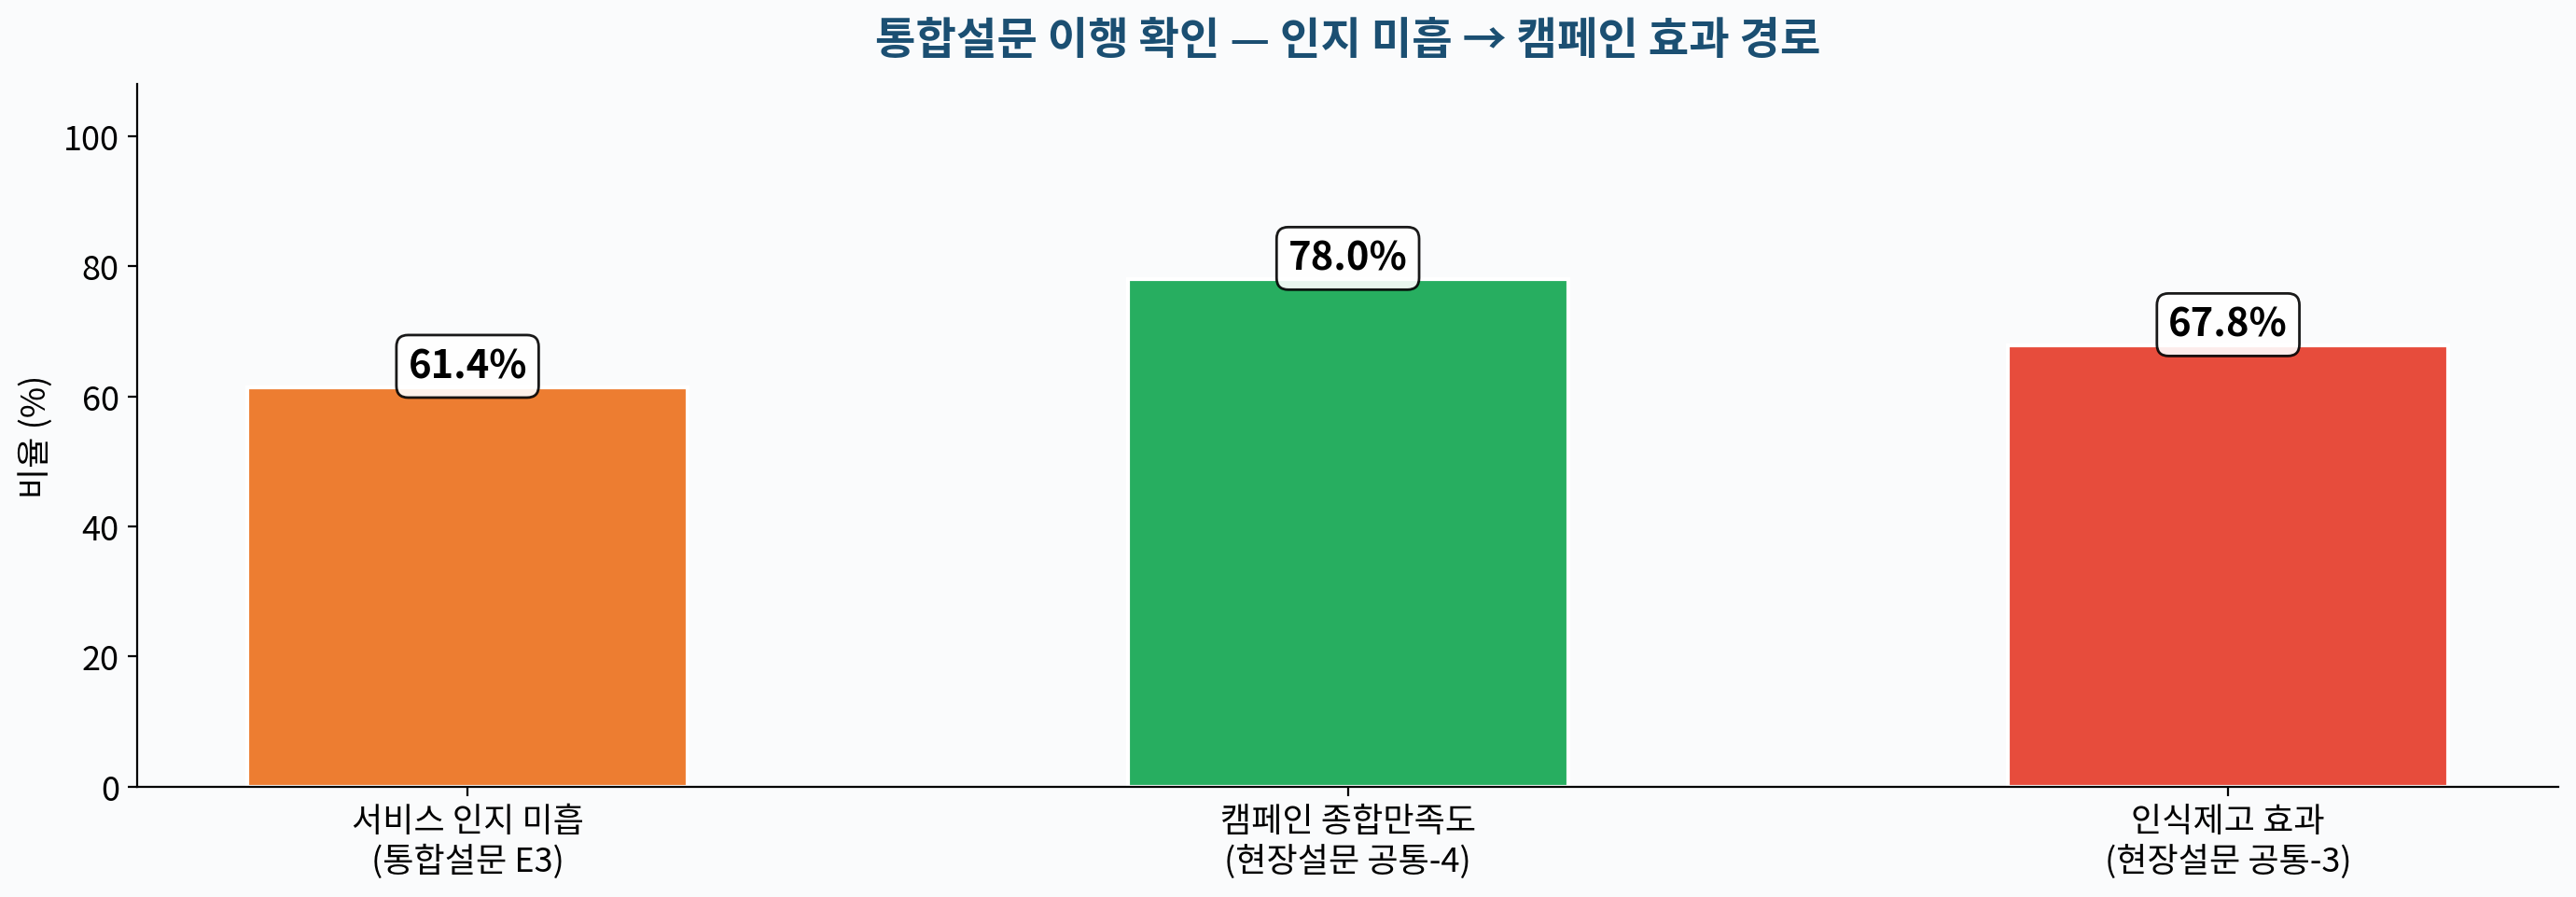 통합설문 이행 확인 — 인지 미흡 → 캠페인 효과 경로
비율 (%)
100
80
60
40
20
0
61.4%
78.0%
67.8%
서비스 인지 미흡
(통합설문 E3)
캠페인 종합만족도
(현장설문 공통-4)
인식제고 효과
(현장설문 공통-3)